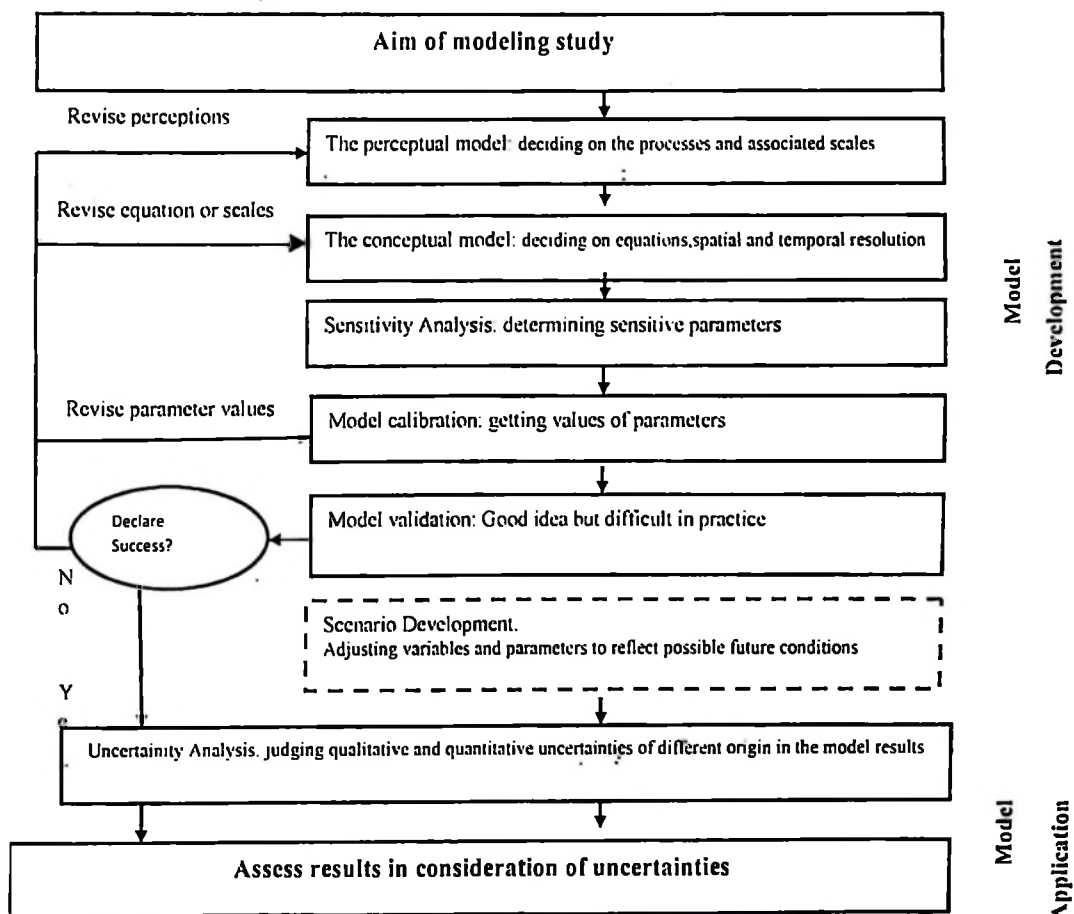 Aim of modeling study
Revise perceptions
The perceptual model: deciding on the processes and associated scales
Revise equation or scales
The conceptual model: deciding on equations,spatial and temporal resolution
Sensitivity Analysis. determining sensitive parameters
Revise parameter values
Model calibration: getting values of parameters
Declare
Success?
Model validation: Good idea but difficult in practice
N
o
Scenario Development.
Adjusting variables and parameters to reflect possible future conditions
Y
e
Uncertainity Analysis. judging qualitative and quantitative uncertainties of different origin in the model results
Assess results in consideration of uncertainties
Model
Development
Model
Application